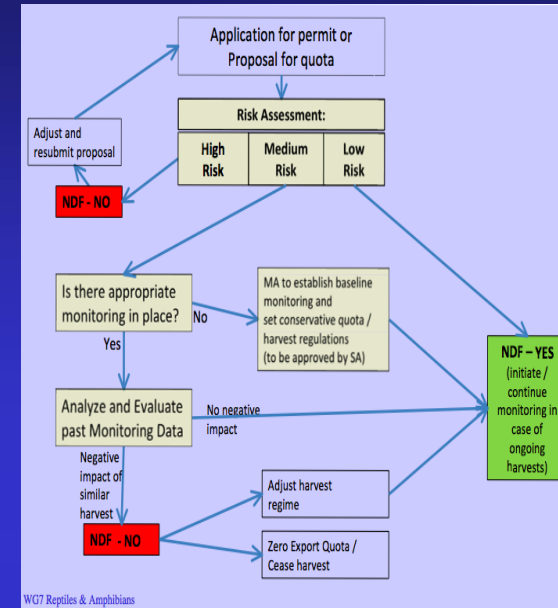 Application for permit or
Proposal for quota
Risk Assessment:
High
Risk
Medium
Risk
Low
Risk
Adjust and
resubmit proposal
NDF - NO
Is there appropriate
monitoring in place?
No
Yes
MA to establish baseline
monitoring and
set conservative quota /
harvest regulations
(to be approved by SA)
NDF – YES
(initiate /
continue
monitoring in
case of
ongoing
harvests)
Analyze and Evaluate
past Monitoring Data
No negative
impact
Negative
impact of
similar
harvest
NDF - NO
Adjust harvest
regime
Zero Export Quota /
Cease harvest
WG7 Reptiles & Amphibians